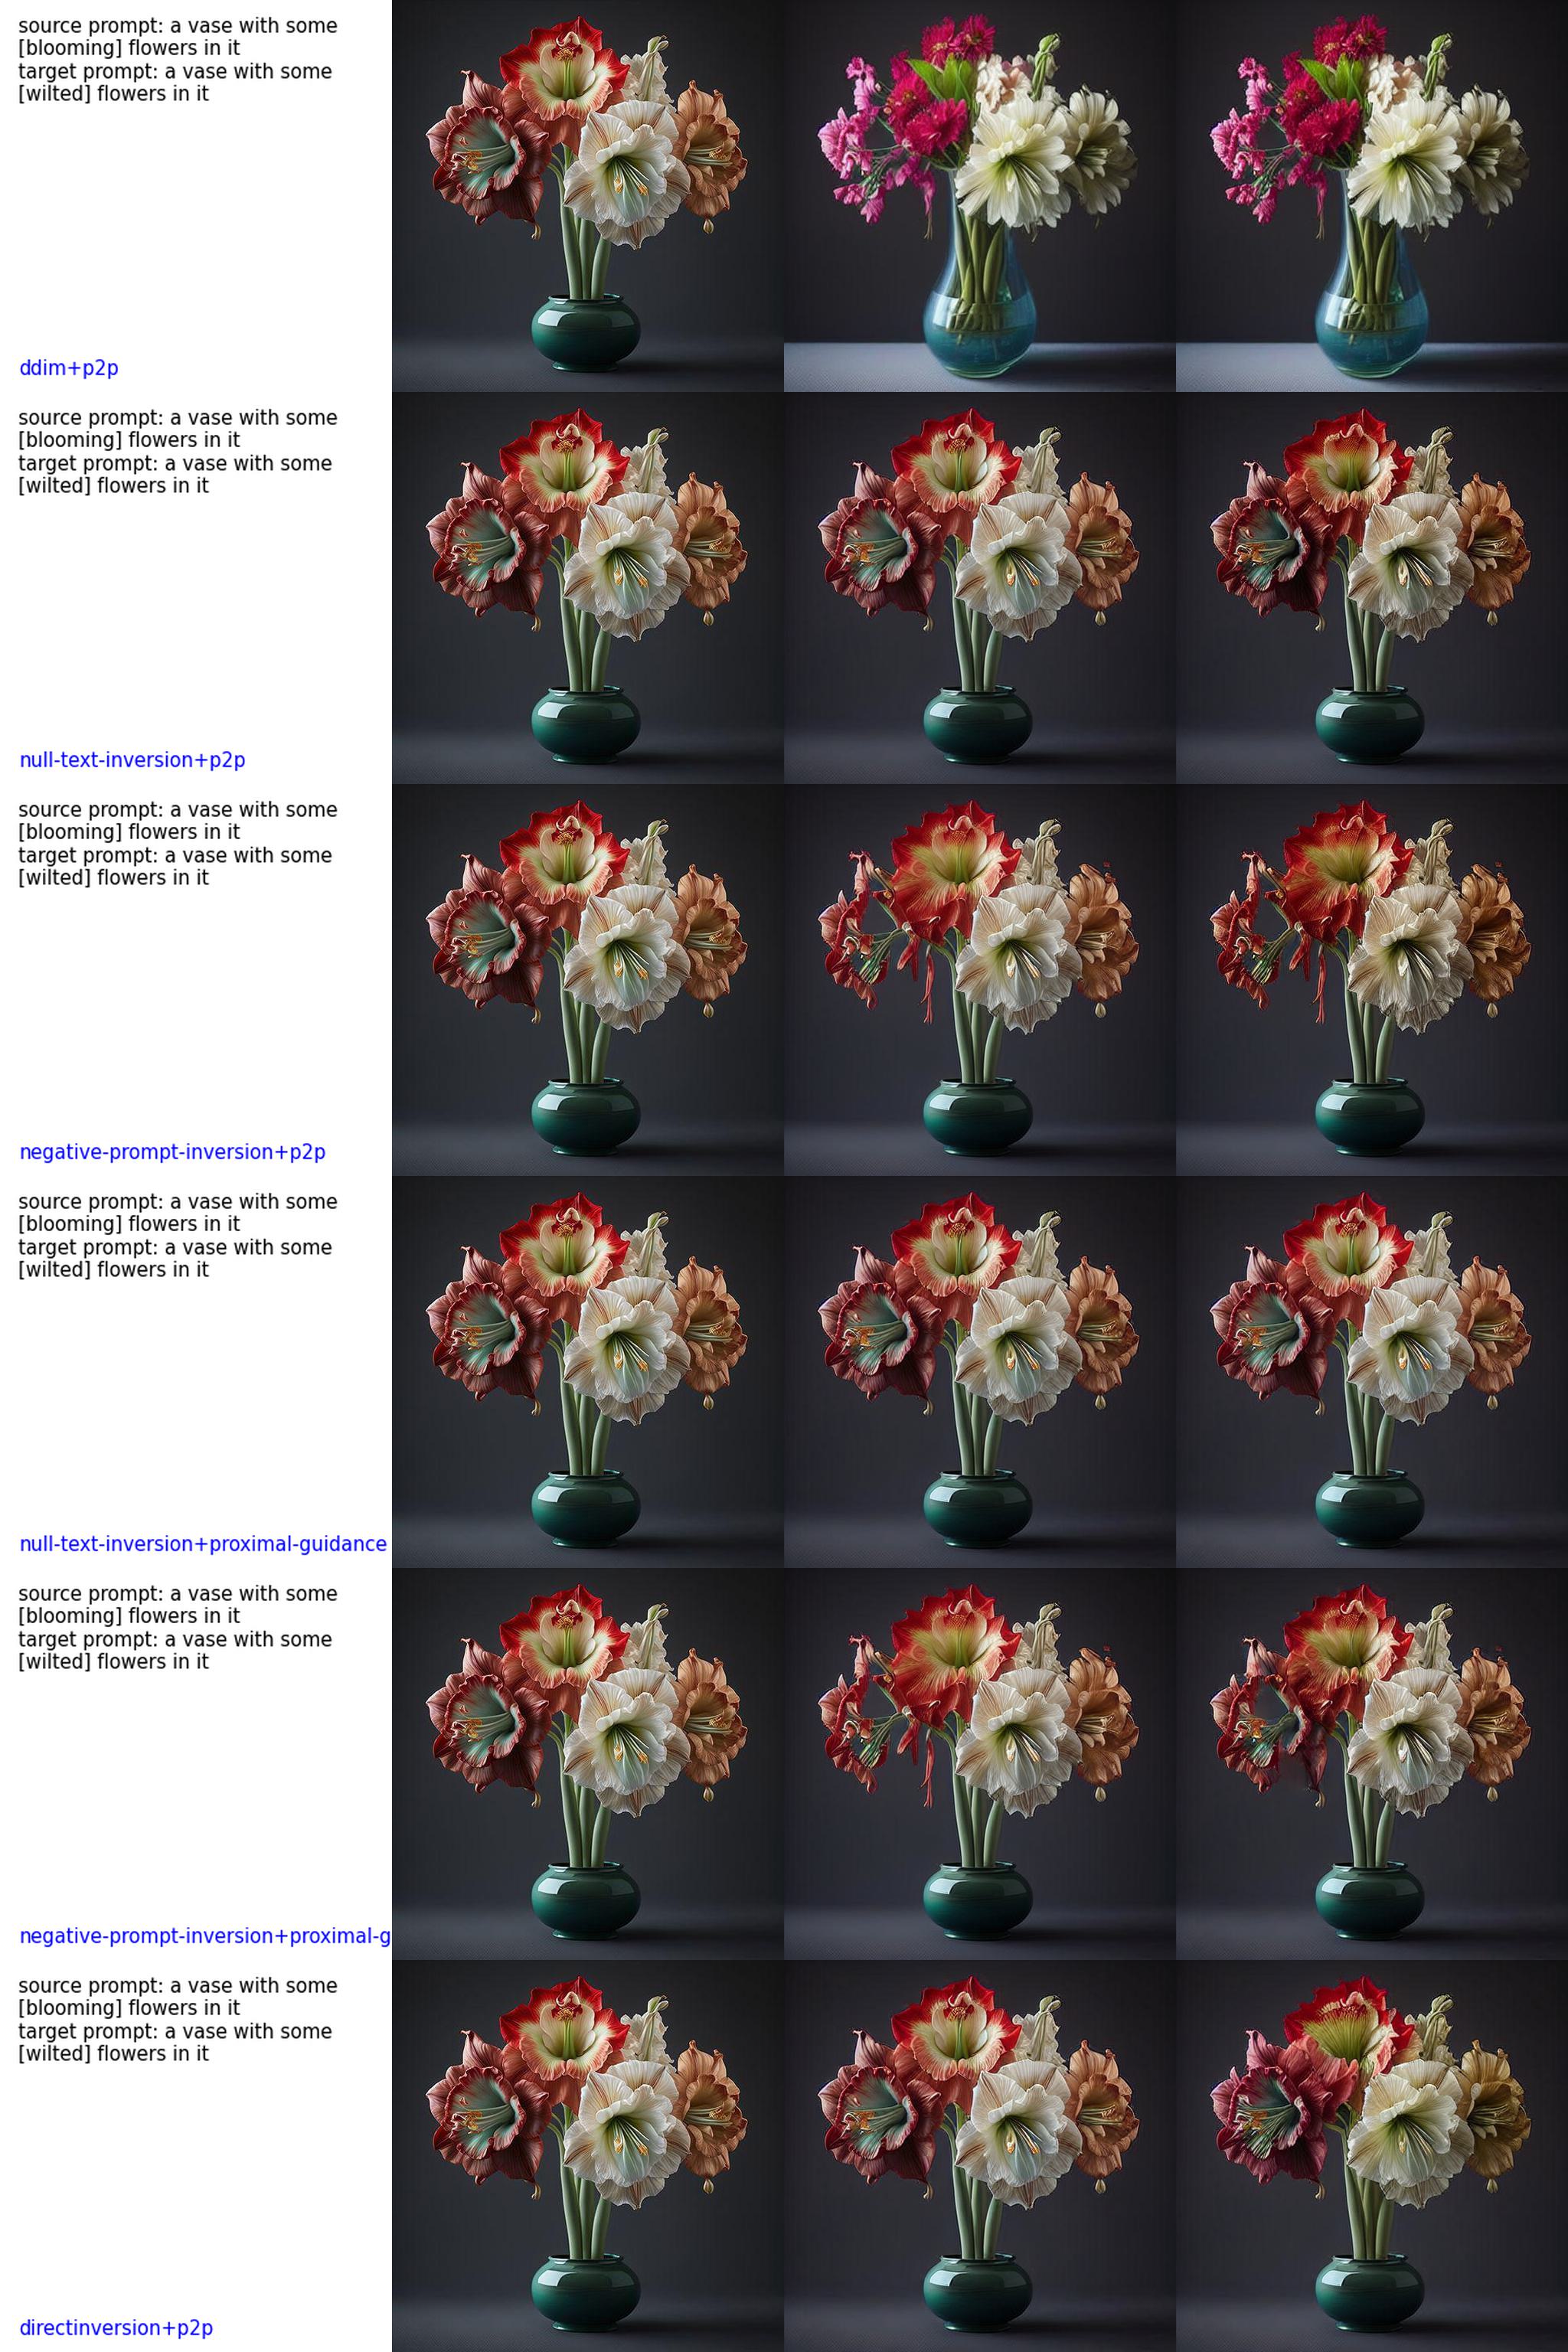 source prompt: a vase with some
[blooming] flowers in it
target prompt: a vase with some
[wilted] flowers in it
ddim+p2p
source prompt: a vase with some
[blooming] flowers in it
target prompt: a vase with some
[wilted] flowers in it
null-text-inversion+p2p
source prompt: a vase with some
[blooming] flowers in it
target prompt: a vase with some
[wilted] flowers in it
negative-prompt-inversion+p2p
source prompt: a vase with some
[blooming] flowers in it
target prompt: a vase with some
[wilted] flowers in it
null-text-inversion+proximal-guidance
source prompt: a vase with some
[blooming] flowers in it
target prompt: a vase with some
[wilted] flowers in it
negative-prompt-inversion+proximal-g
source prompt: a vase with some
[blooming] flowers in it
target prompt: a vase with some
[wilted] flowers in it
directinversion+p2p